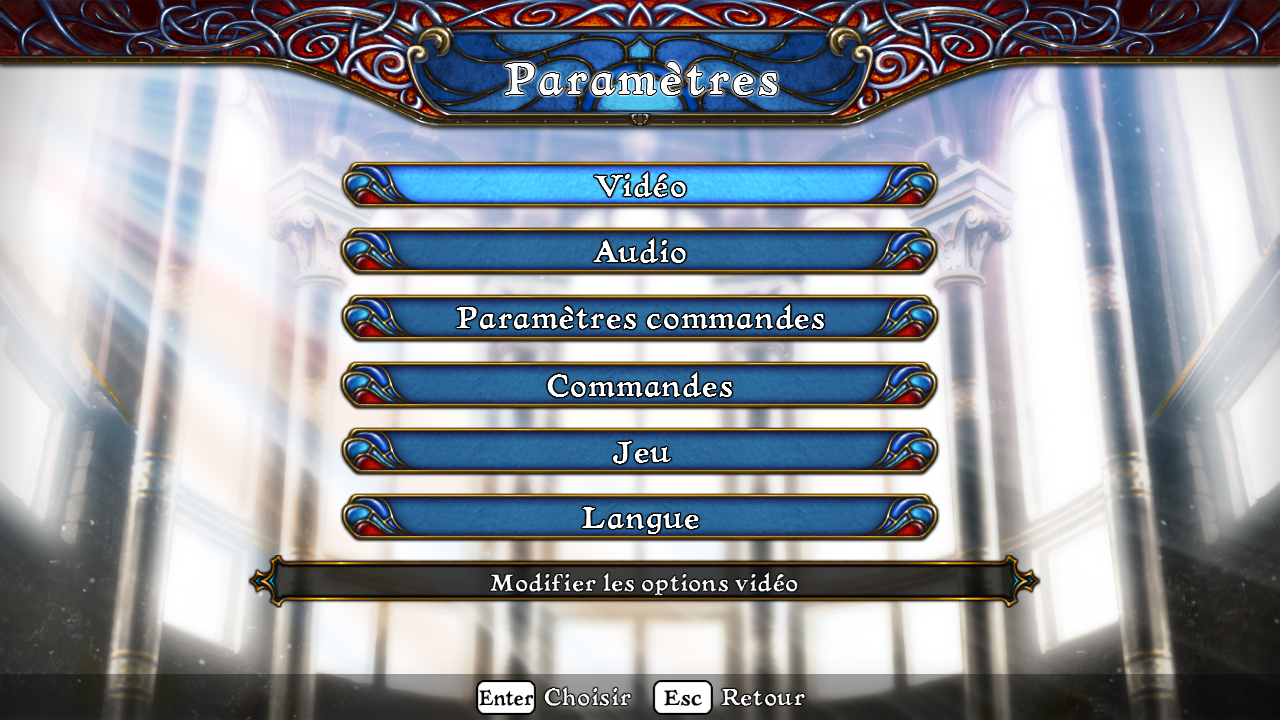 Paramètres
Vidéo
Audio
Paramètres commandes
Commandes
Jeu
Langue
Modifier les options vidéo
Enter Choisir Esc Retour